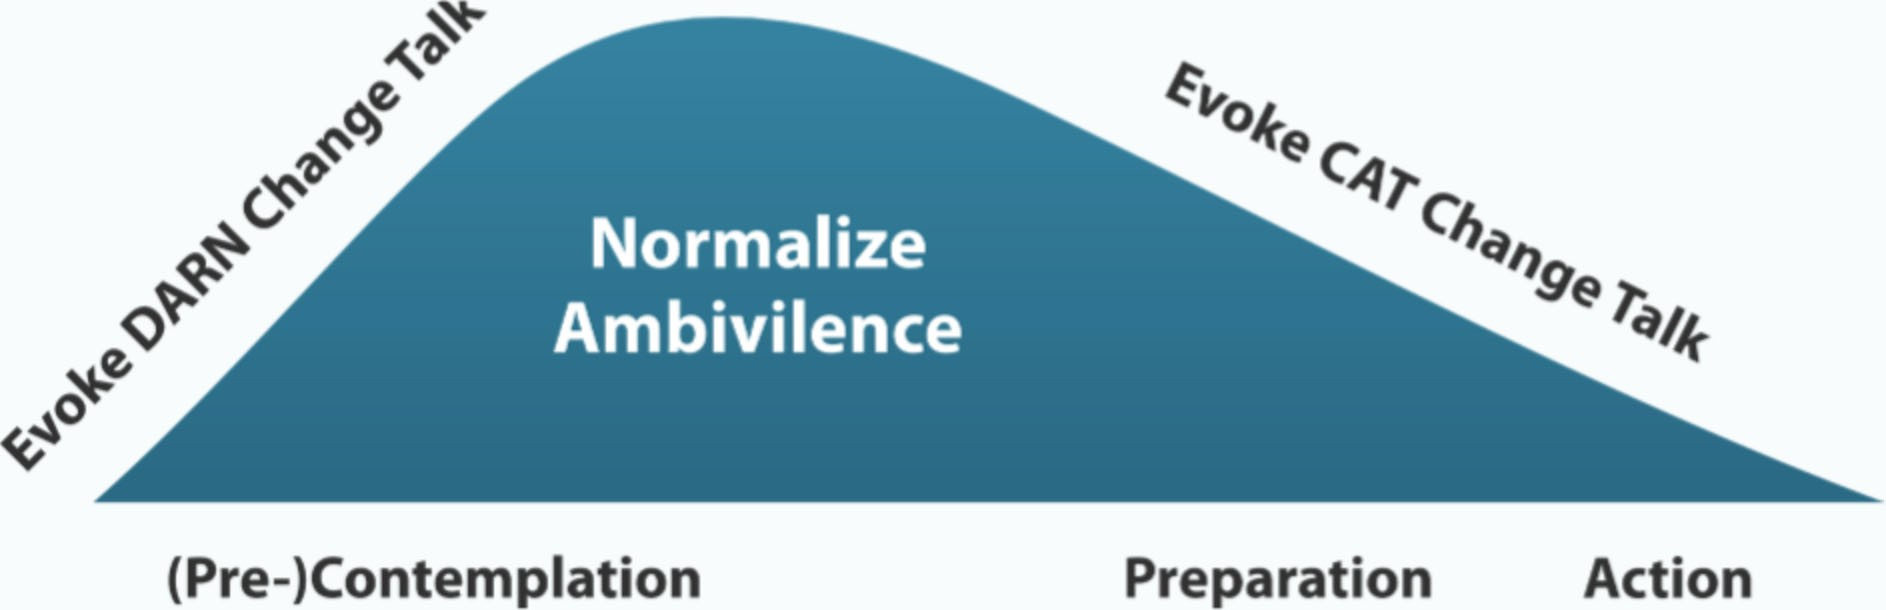 Evoke DARN Change Talk
Evoke CAT Change Talk
Normalize
Ambivilence
(Pre-)Contemplation
Preparation
Action